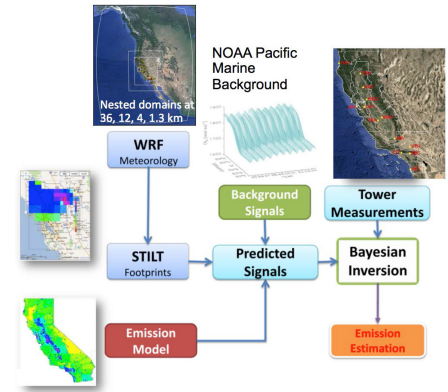 NOAA Pacific
Marine
Background
Nested domains at
36, 12, 4, 1.3 km
WRF
Meteorology
Background
Signals
Tower
Measurements
STILT
Footprints
Predicted
Signals
Bayesian
Inversion
Emission
Model
Emission
Estimation